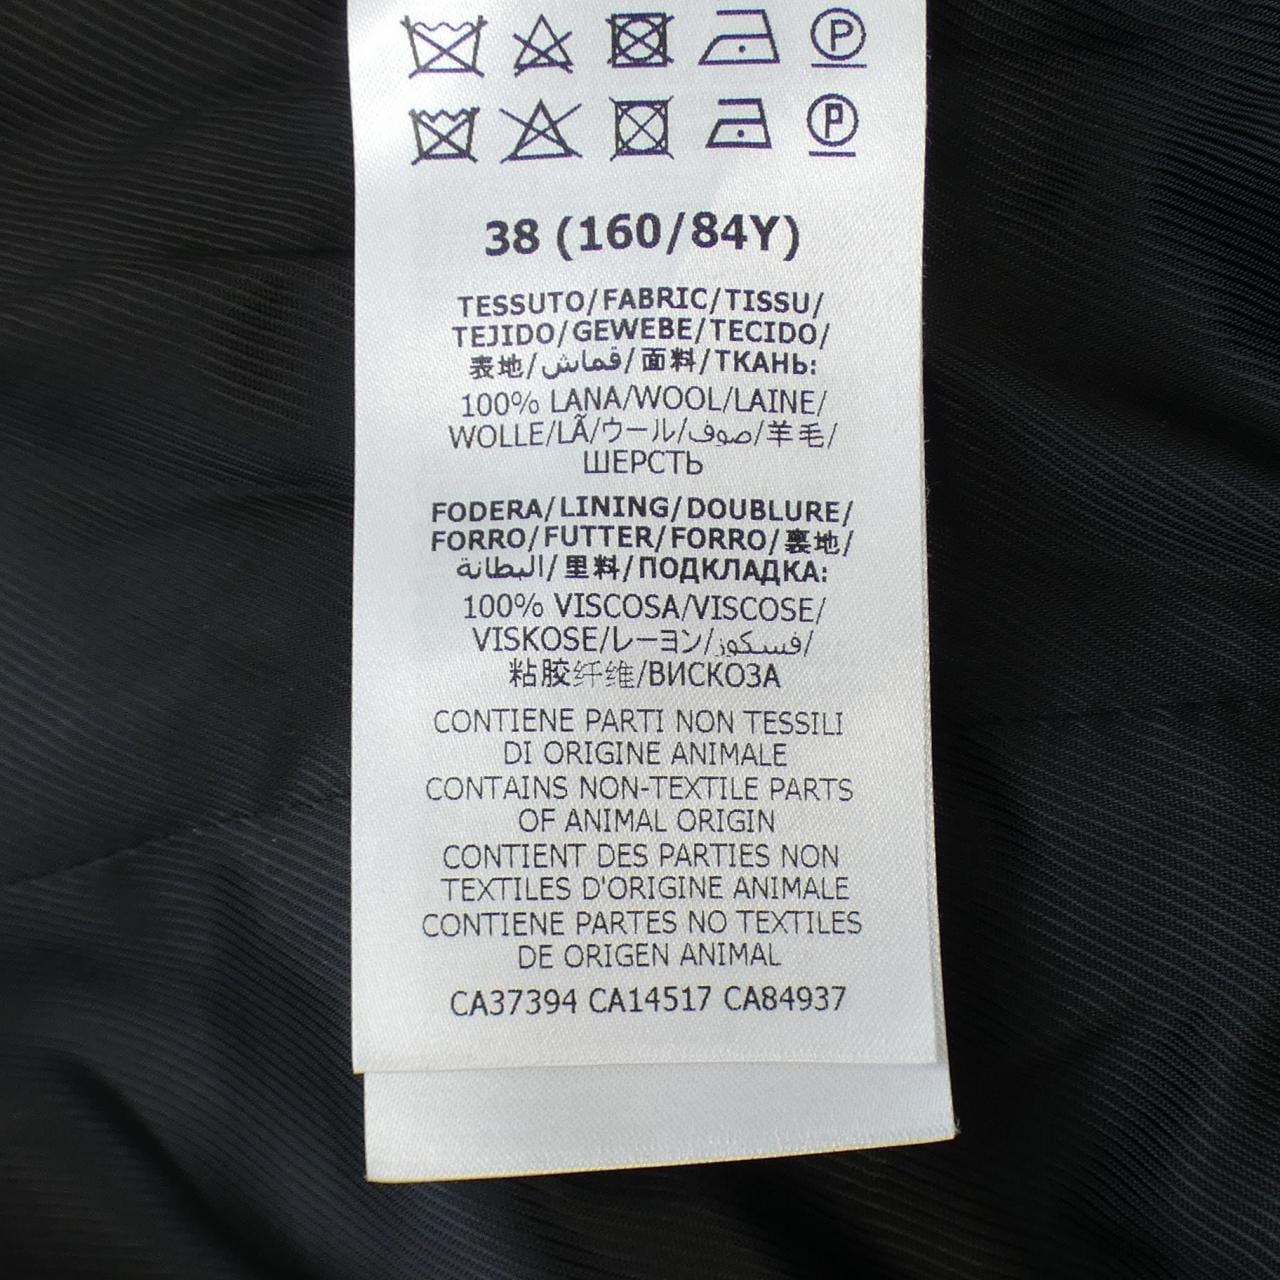 38 (160/84Y)
TESSUTO/FABRIC/TISSU/
TEJIDO/GEWEBE/TECIDO/
表地/قماش/面料/ТКАНЬ:
100% LANA/WOOL/LAINE/
WOLLE/LÃ/ウール/صوف/羊毛/
ШЕРСТЬ
FODERA/LINING/DOUBLURE/
FORRO/FUTTER/FORRO/裏地/
البطانة/里料/ПОДКЛАДКА:
100% VISCOSA/VISCOSE/
VISKOSE/レーヨン/فسكوز/
粘胶纤维/ВИСКОЗА
CONTIENE PARTI NON TESSILI
DI ORIGINE ANIMALE
CONTAINS NON-TEXTILE PARTS
OF ANIMAL ORIGIN
CONTIENT DES PARTIES NON
TEXTILES D'ORIGINE ANIMALE
CONTIENE PARTES NO TEXTILES
DE ORIGEN ANIMAL
CA37394 CA14517 CA84937